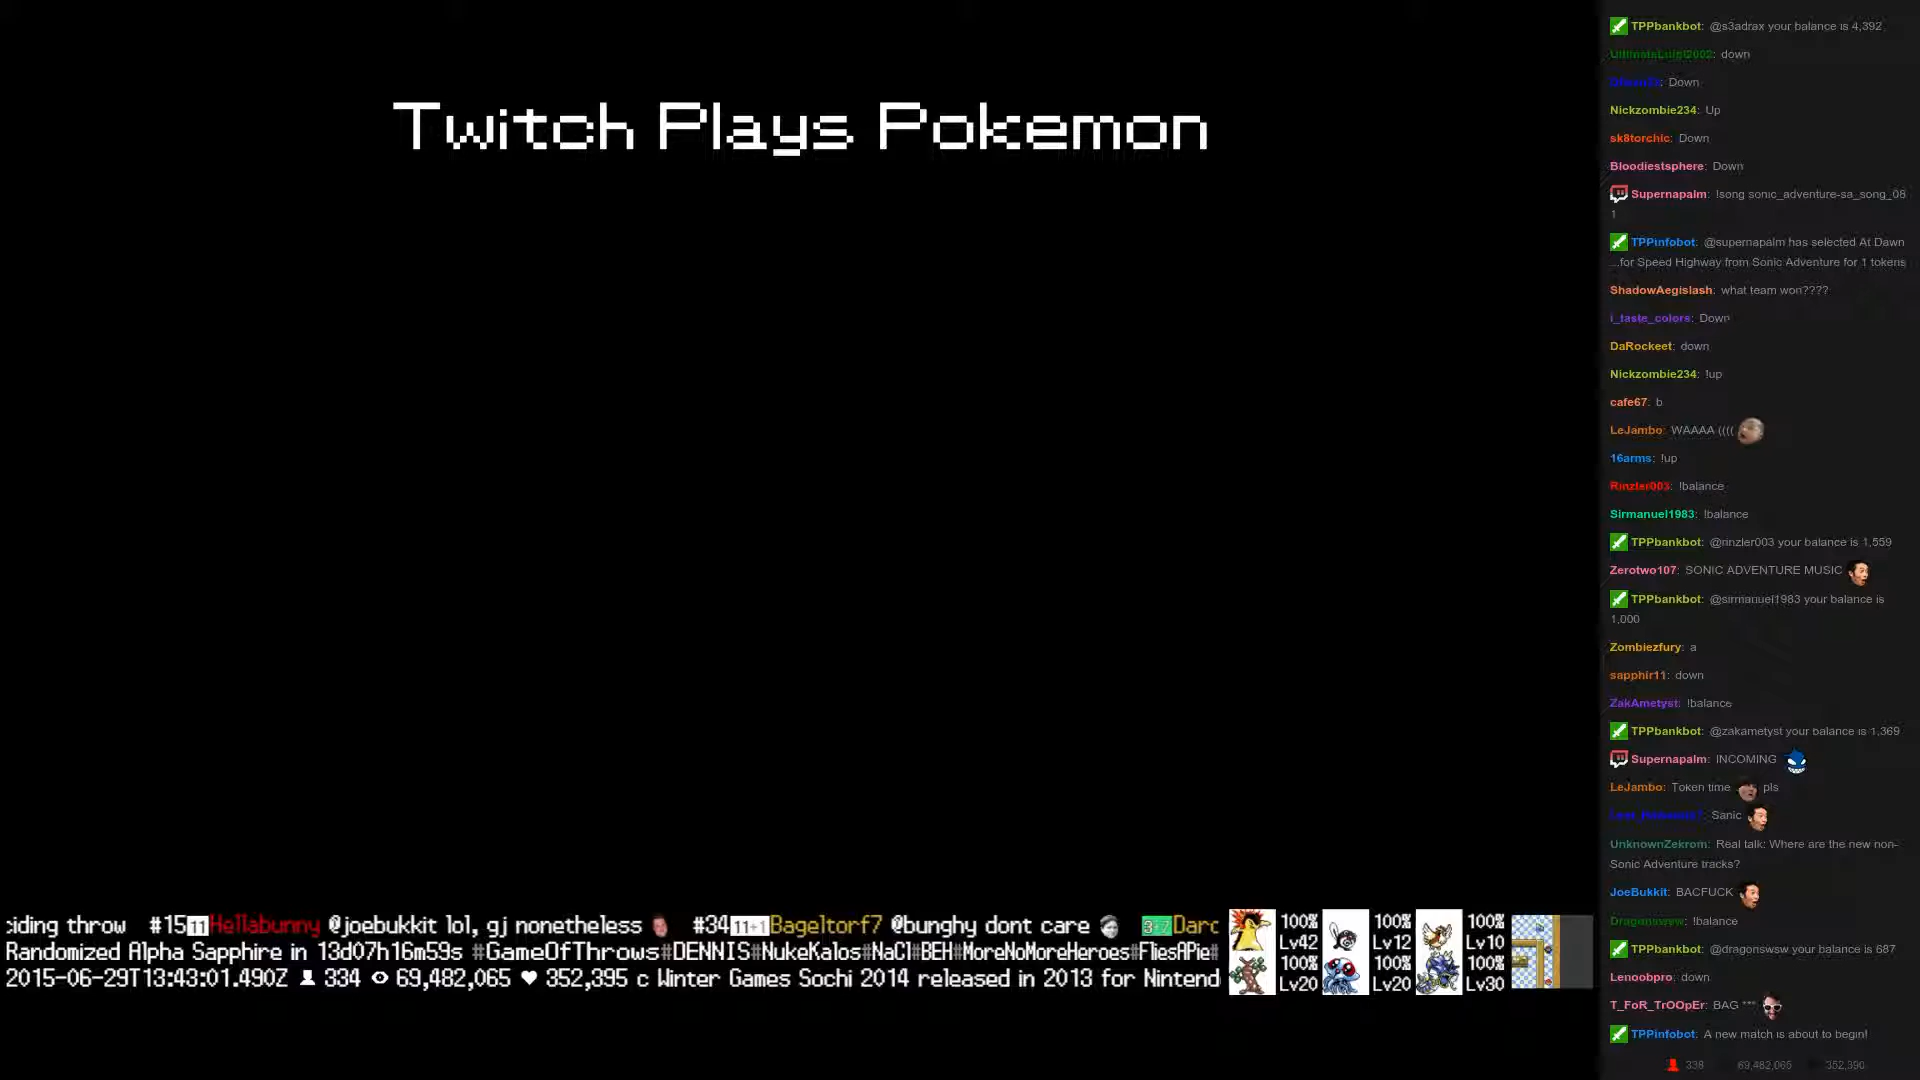 Twitch Plays Pokemon
:iding throw #15 11 Hellabunny @joebukkit lol, gj nonetheless #34 11+1 Bageltorf7 @bunghy dont care 3+7 Darc
Randomized Alpha Sapphire in 13d07h16m59s #GameOfThrows#DENNIS#NukeKalos#NaCl#BEH#MoreNoMoreHeroes#FliesAPie#
2015-06-29T13:43:01.490Z 334 69,482,065 352,395 c Winter Games Sochi 2014 released in 2013 for Nintend
100% 100% 100%
Lv42 Lv12 Lv10
100% 100% 100%
Lv20 Lv20 Lv30
TPPbankbot: @s3adrax your balance is 4,392
UltimateLuigi2002: down
Down
Nickzombie234: Up
sk8torchic: Down
Bloodiestsphere: Down
Supernapalm: !song sonic_adventure-sa_song_08
1
TPPinfobot: @supernapalm has selected At Dawn
...for Speed Highway from Sonic Adventure for 1 tokens
ShadowAegislash: what team won????
i_taste_colors: Down
DaRockeet: down
Nickzombie234: !up
cafe67: b
LeJambo: WAAAA ((((
16arms: !up
Rinzler003: !balance
Sirmanuel1983: !balance
TPPbankbot: @rinzler003 your balance is 1,559
Zerotwo107: SONIC ADVENTURE MUSIC
TPPbankbot: @sirmanuel1983 your balance is
1,000
Zombiezfury: a
sapphir11: down
ZakAmetyst: !balance
TPPbankbot: @zakametyst your balance is 1,369
Supernapalm: INCOMING
LeJambo: Token time pls
Sanic
UnknownZekrom: Real talk: Where are the new non-
Sonic Adventure tracks?
JoeBukkit: BACFUCK
Dragonswsw: !balance
TPPbankbot: @dragonswsw your balance is 687
Lenoobpro: down
T_FoR_TrOOpEr: BAG ***
TPPinfobot: A new match is about to begin!
338 69,482,065 352,390